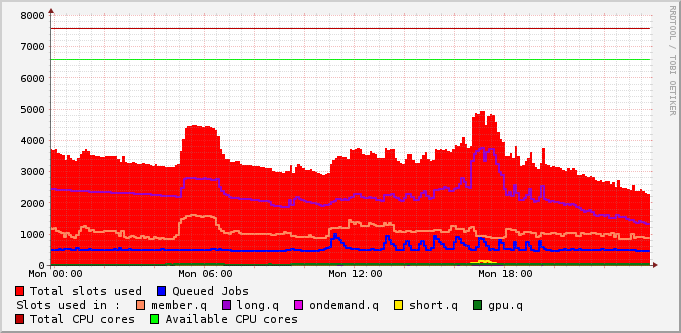 8000
7000
6000
5000
4000
3000
2000
1000
0
Mon 00:00 Mon 06:00 Mon 12:00 Mon 18:00
Total slots used Queued Jobs
Slots used in : member.q long.q ondemand.q short.q gpu.q
Total CPU cores Available CPU cores
RRDTOOL / TOBI OETIKER